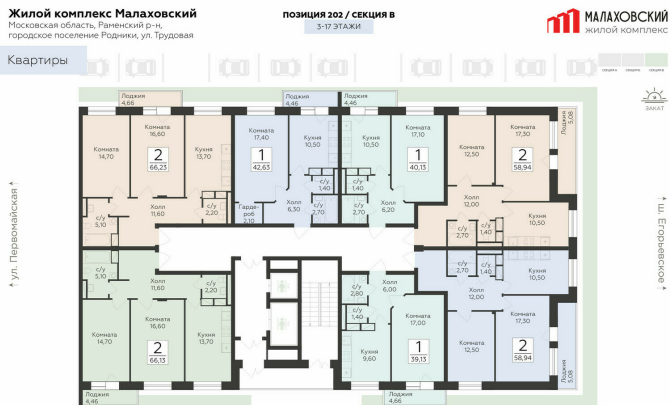 Жилой комплекс Малаховский
Московская область, Раменский р-н,
городское поселение Родники, ул. Трудовая
ПОЗИЦИЯ 202 / СЕКЦИЯ В
3-17 ЭТАЖИ
МАЛАХОВСКИЙ
жилой комплекс
Квартиры
ЗАКАТ
ул. Первомайская
ш. Егорьевское
Лоджия
4,66
Комната
14,70
Комната
16,60
2
66,23
Кухня
13,70
Холл
11,60
с/у
5,10
с/у
2,20
Лоджия
4,46
Комната
17,40
1
42,63
Кухня
10,50
с/у
1,40
с/у
2,70
Холл
6,30
Гарде-
роб
2,10
Лоджия
4,46
Кухня
10,50
Комната
17,10
1
40,13
с/у
1,40
с/у
2,70
Холл
6,20
Комната
12,50
Комната
17,30
2
58,94
Лоджия
5,08
Холл
12,00
с/у
2,70
с/у
1,40
Кухня
10,50
с/у
5,10
Холл
11,60
с/у
2,20
Комната
14,70
Комната
16,60
Кухня
13,70
2
66,13
Лоджия
4,46
с/у
2,80
Холл
6,00
с/у
1,40
Комната
17,00
Кухня
9,60
1
39,13
Лоджия
4,66
с/у
2,70
с/у
1,40
Кухня
10,50
Холл
12,00
Комната
17,30
Комната
12,50
2
58,94
Лоджия
5,08